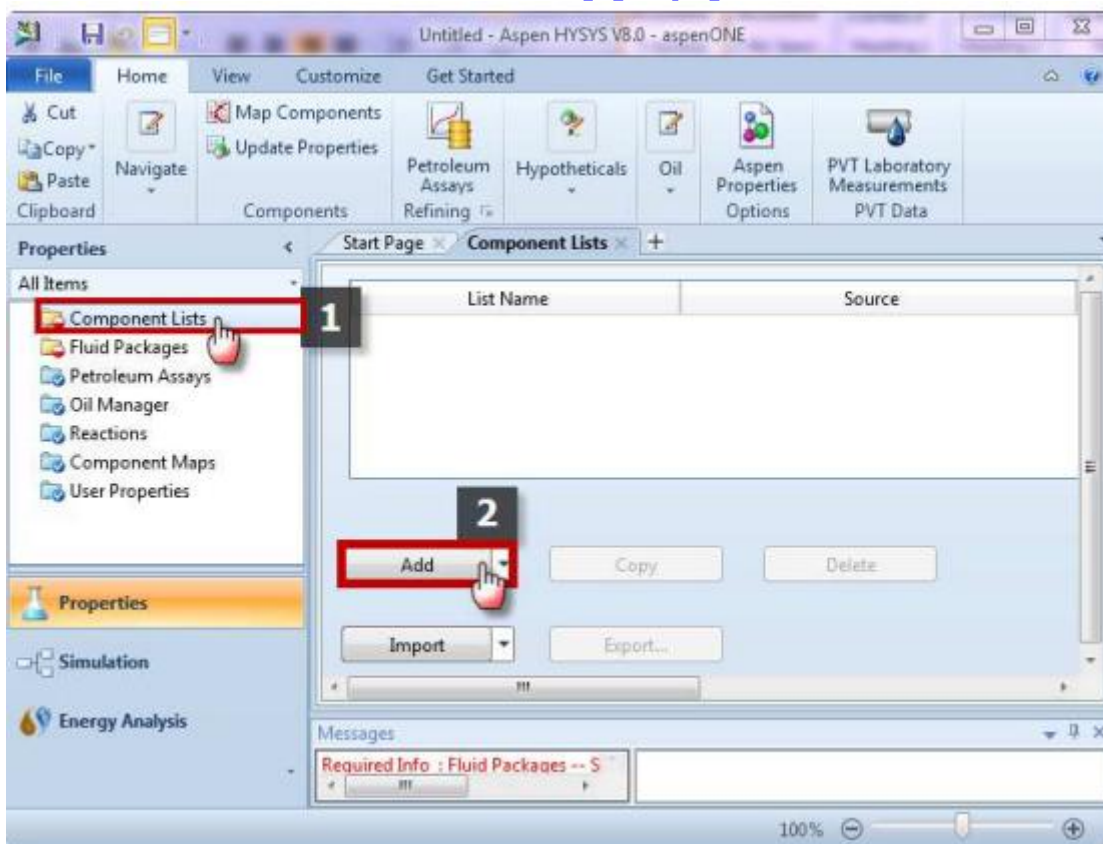 Untitled - Aspen HYSYS V8.0 - aspenONE
File Home View Customize Get Started
Cut
Copy
Paste
Clipboard
Navigate
Map Components
Update Properties
Components
Petroleum Assays
Refining
Hypotheticals
Oil
Aspen Properties
Options
PVT Laboratory Measurements
PVT Data
Properties
All Items
Component Lists
Fluid Packages
Petroleum Assays
Oil Manager
Reactions
Component Maps
User Properties
Properties
Simulation
Energy Analysis
Start Page Component Lists +
1
List Name Source
2
Add Copy Delete
Import Export...
Messages
Required Info : Fluid Packages -- S
100%